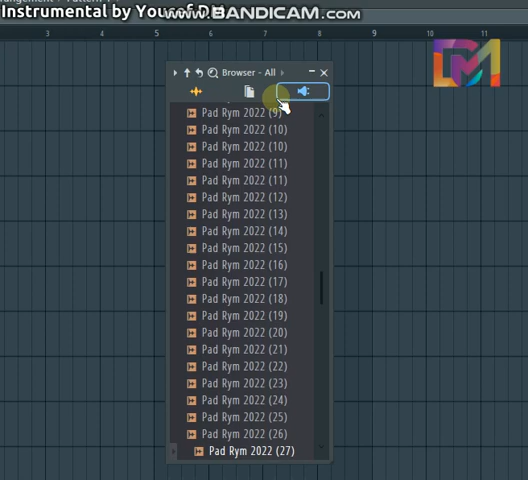 Instrumental by Yousef DM
www.BANDICAM.com
3 5 6 7 8 9 10 11
DM
Browser - All
Pad Rym 2022 (9)
Pad Rym 2022 (10)
Pad Rym 2022 (10)
Pad Rym 2022 (11)
Pad Rym 2022 (11)
Pad Rym 2022 (12)
Pad Rym 2022 (13)
Pad Rym 2022 (14)
Pad Rym 2022 (15)
Pad Rym 2022 (16)
Pad Rym 2022 (17)
Pad Rym 2022 (18)
Pad Rym 2022 (19)
Pad Rym 2022 (20)
Pad Rym 2022 (21)
Pad Rym 2022 (22)
Pad Rym 2022 (23)
Pad Rym 2022 (24)
Pad Rym 2022 (25)
Pad Rym 2022 (26)
Pad Rym 2022 (27)